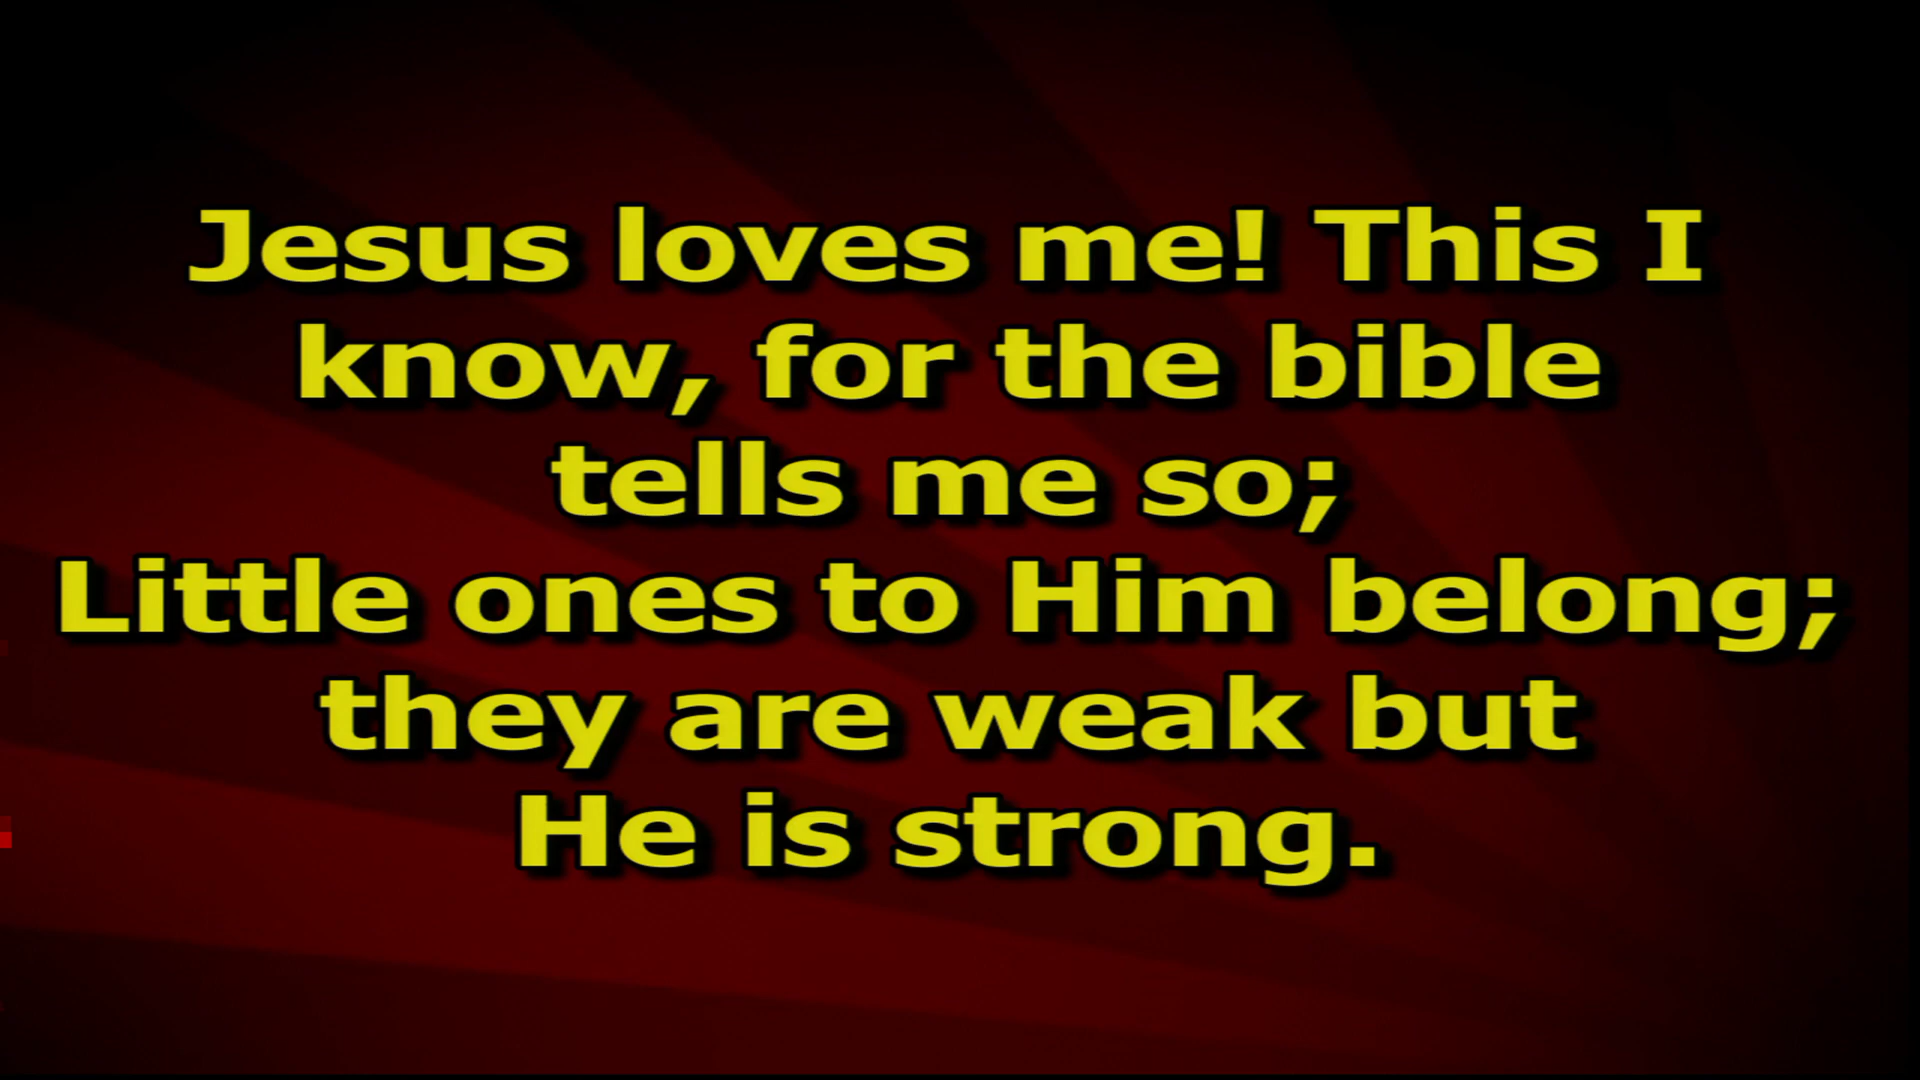 Jesus loves me! This I
know, for the bible
tells me so;
Little ones to Him belong;
they are weak but
He is strong.